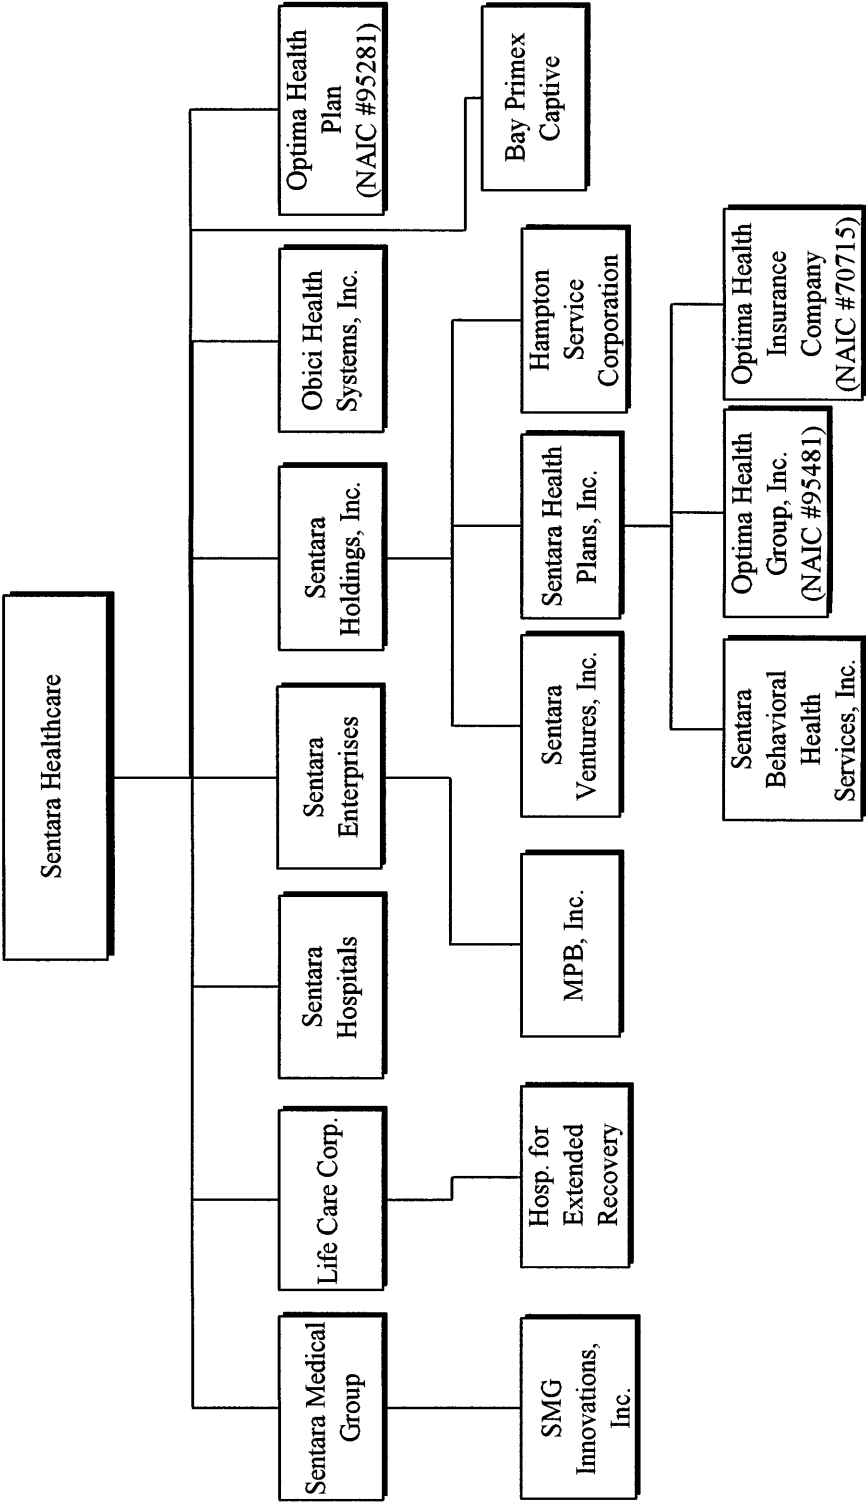 Sentara Healthcare
Sentara Medical
Group
Life Care Corp.
Sentara
Hospitals
Sentara
Enterprises
Sentara
Holdings, Inc.
Obici Health
Systems, Inc.
Optima Health
Plan
(NAIC #95281)
Bay Primex
Captive
SMG
Innovations,
Inc.
Hosp. for
Extended
Recovery
MPB, Inc.
Sentara
Ventures, Inc.
Sentara Health
Plans, Inc.
Hampton
Service
Corporation
Sentara
Behavioral
Health
Services, Inc.
Optima Health
Group, Inc.
(NAIC #95481)
Optima Health
Insurance
Company
(NAIC #70715)